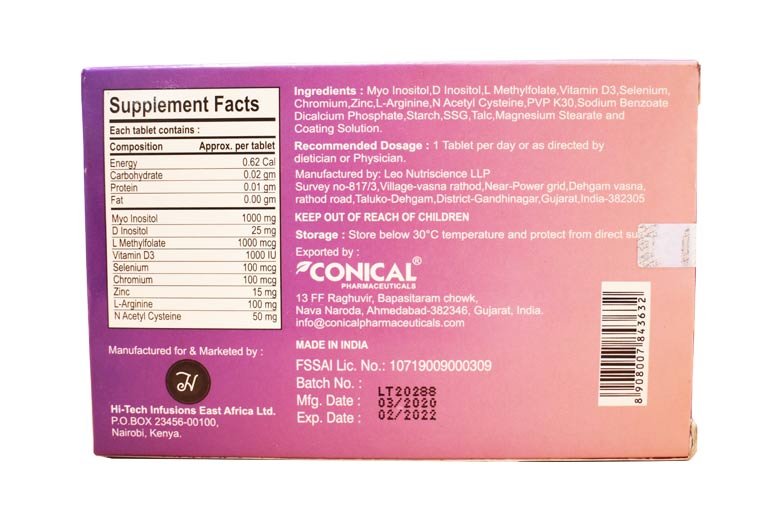 Supplement Facts
Each tablet contains :
Composition Approx. per tablet
Energy 0.62 Cal
Carbohydrate 0.02 gm
Protein 0.01 gm
Fat 0.00 gm
Myo Inositol 1000 mg
D Inositol 25 mg
L Methylfolate 1000 mcg
Vitamin D3 1000 IU
Selenium 100 mcg
Chromium 100 mcg
Zinc 15 mg
L-Arginine 100 mg
N Acetyl Cysteine 50 mg
Manufactured for & Marketed by :
H
Hi-Tech Infusions East Africa Ltd.
P.O.BOX 23456-00100,
Nairobi, Kenya.
Ingredients : Myo Inositol,D Inositol,L Methylfolate,Vitamin D3,Selenium,
Chromium,Zinc,L-Arginine,N Acetyl Cysteine,PVP K30,Sodium Benzoate
Dicalcium Phosphate,Starch,SSG,Talc,Magnesium Stearate and
Coating Solution.
Recommended Dosage : 1 Tablet per day or as directed by
dietician or Physician.
Manufactured by: Leo Nutriscience LLP
Survey no-817/3,Village-vasna rathod,Near-Power grid,Dehgam vasna,
rathod road,Taluko-Dehgam,District-Gandhinagar,Gujarat,India-382305
KEEP OUT OF REACH OF CHILDREN
Storage : Store below 30°C temperature and protect from direct
Exported by :
CONICAL®
PHARMACEUTICALS
13 FF Raghuvir, Bapasitaram chowk,
Nava Naroda, Ahmedabad-382346, Gujarat, India.
info@conicalpharmaceuticals.com
MADE IN INDIA
FSSAI Lic. No.: 10719009000309
Batch No. : LT20288
Mfg. Date : 03/2020
Exp. Date : 02/2022
8 908007 843632